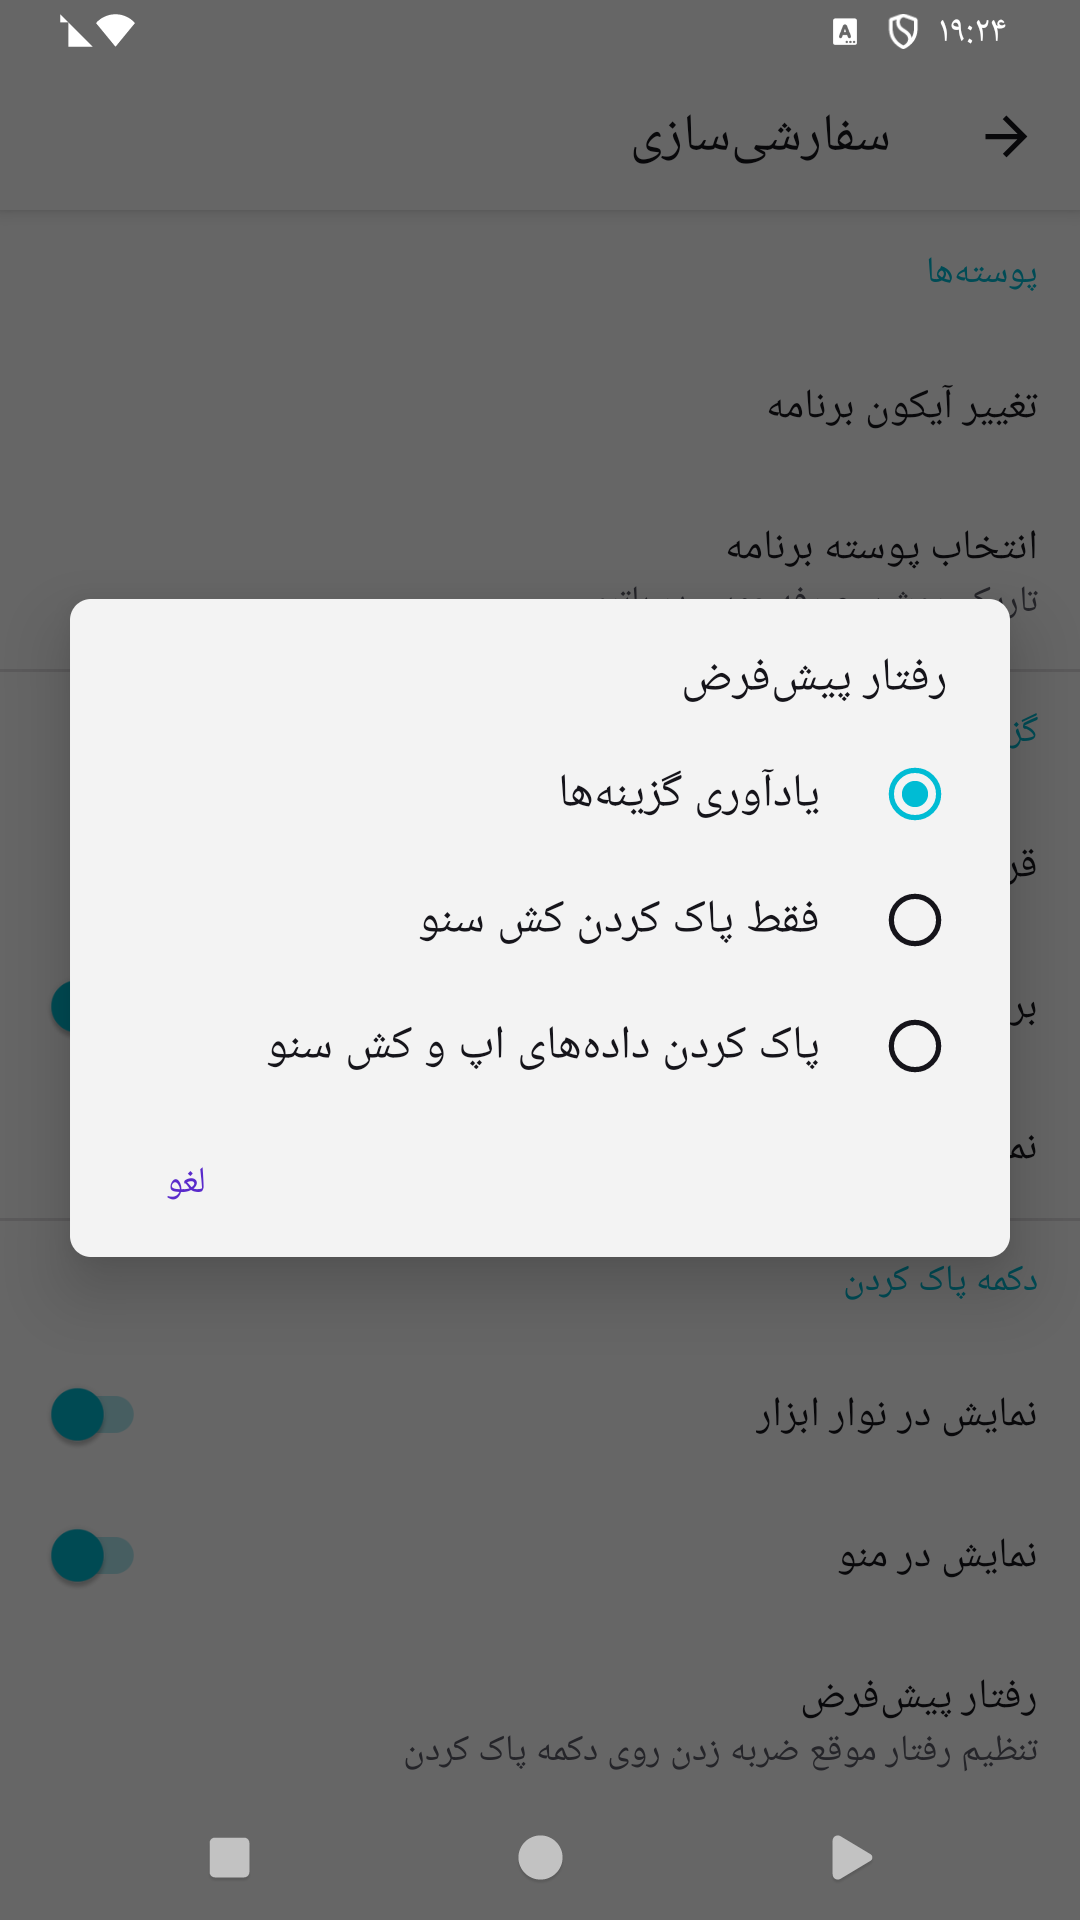 ۱۹:۲۴
سفارشی‌سازی
پوسته‌ها
تغییر آیکون برنامه
انتخاب پوسته برنامه
رفتار پیش‌فرض
یادآوری گزینه‌ها
فقط پاک کردن کش سنو
پاک کردن داده‌های اپ و کش سنو
لغو
دکمه پاک کردن
نمایش در نوار ابزار
نمایش در منو
رفتار پیش‌فرض
تنظیم رفتار موقع ضربه زدن روی دکمه پاک کردن